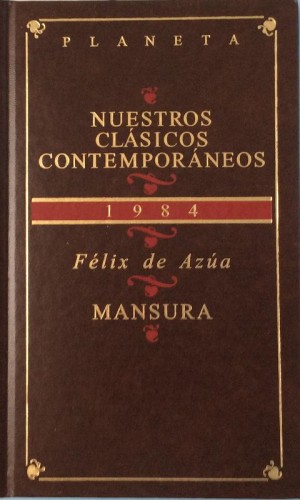 PLANETA
NUESTROS
CLÁSICOS
CONTEMPORÁNEOS
1984
Félix de Azúa
MANSURA